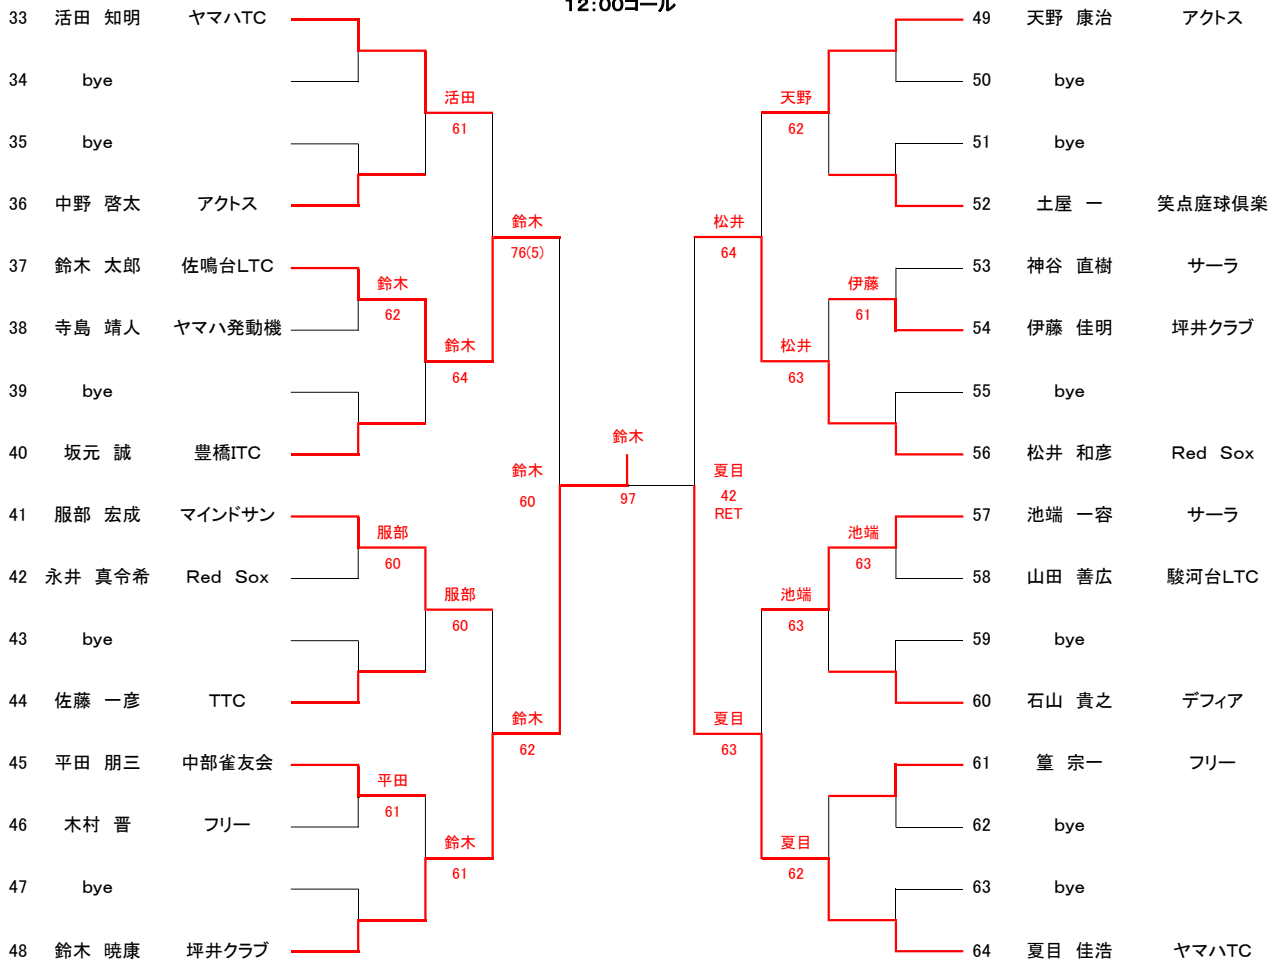 12:00コール
33 活田 知明 ヤマハTC
34 bye
活田
61
35 bye
36 中野 啓太 アクトス
鈴木
76(5)
37 鈴木 太郎 佐鳴台LTC
鈴木
62
38 寺島 靖人 ヤマハ発動機
鈴木
64
39 bye
40 坂元 誠 豊橋ITC
鈴木
60
41 服部 宏成 マインドサン
服部
60
42 永井 真令希 Red Sox
服部
60
43 bye
44 佐藤 一彦 TTC
鈴木
62
45 平田 朋三 中部雀友会
平田
61
46 木村 晋 フリー
鈴木
61
47 bye
48 鈴木 暁康 坪井クラブ
鈴木
97
49 天野 康治 アクトス
50 bye
天野
62
51 bye
52 土屋 一 笑点庭球倶楽
松井
64
53 神谷 直樹 サーラ
伊藤
61
54 伊藤 佳明 坪井クラブ
松井
63
55 bye
56 松井 和彦 Red Sox
夏目
42
RET
57 池端 一容 サーラ
池端
63
58 山田 善広 駿河台LTC
池端
63
59 bye
60 石山 貴之 デフィア
夏目
63
61 篁 宗一 フリー
62 bye
夏目
62
63 bye
64 夏目 佳浩 ヤマハTC